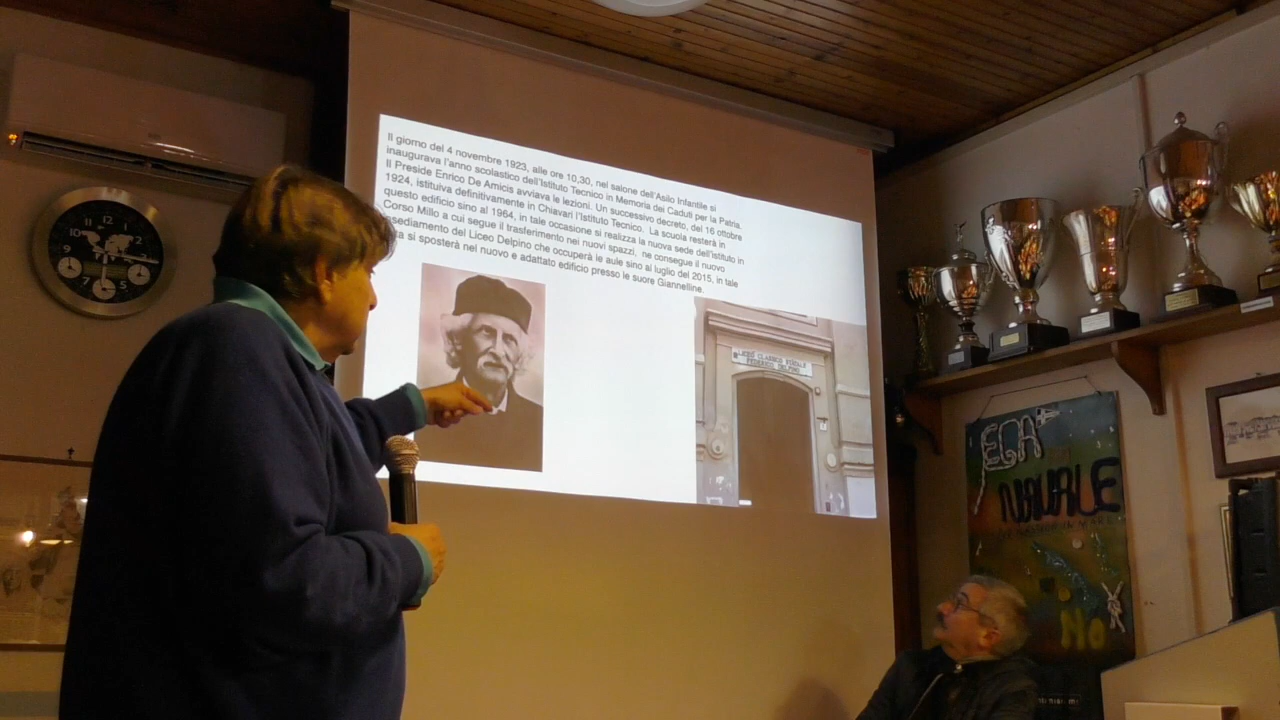 Il giorno del 4 novembre 1923, alle ore 10,30, nel salone dell'Asilo Infantile si
inaugurava l'anno scolastico dell'Istituto Tecnico in Memoria dei Caduti per la Patria.
Il Preside Enrico De Amicis avviava le lezioni. Un successivo decreto, del 16 ottobre
1924, istituiva definitivamente in Chiavari l'Istituto Tecnico. La scuola resterà in
questo edificio sino al 1964, in tale occasione si realizza la nuova sede dell'istituto in
Corso Millo a cui segue il trasferimento nei nuovi spazi, ne consegue il nuovo
sediamento del Liceo Delpino che occuperà le aule sino al luglio del 2015, in tale
si sposterà nel nuovo e adattato edificio presso le suore Giannelline.
LICEO CLASSICO STATALE
FEDERICO DELPINO
12
EGA
NAVALE
No